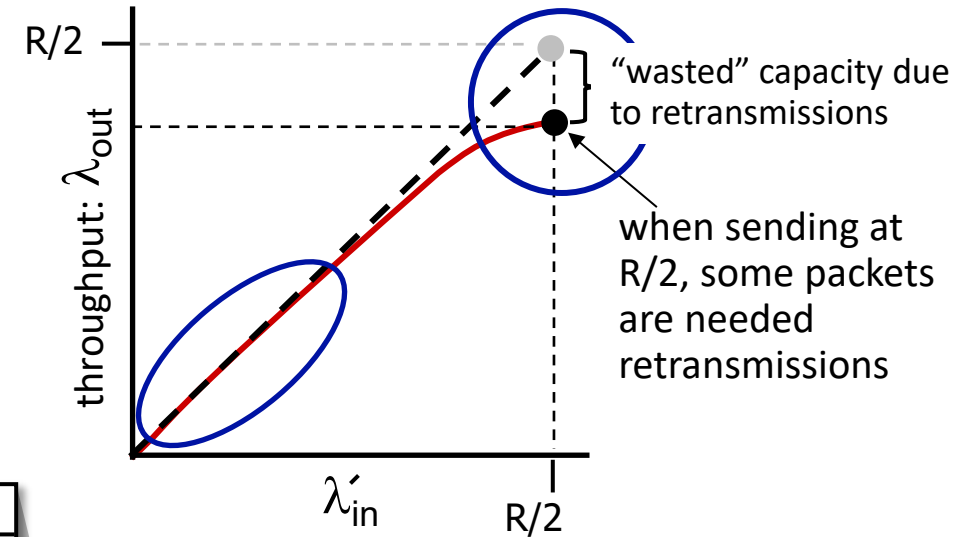 R/2
“wasted” capacity due
to retransmissions
throughput: λout
when sending at
R/2, some packets
are needed
retransmissions
λ′in
R/2